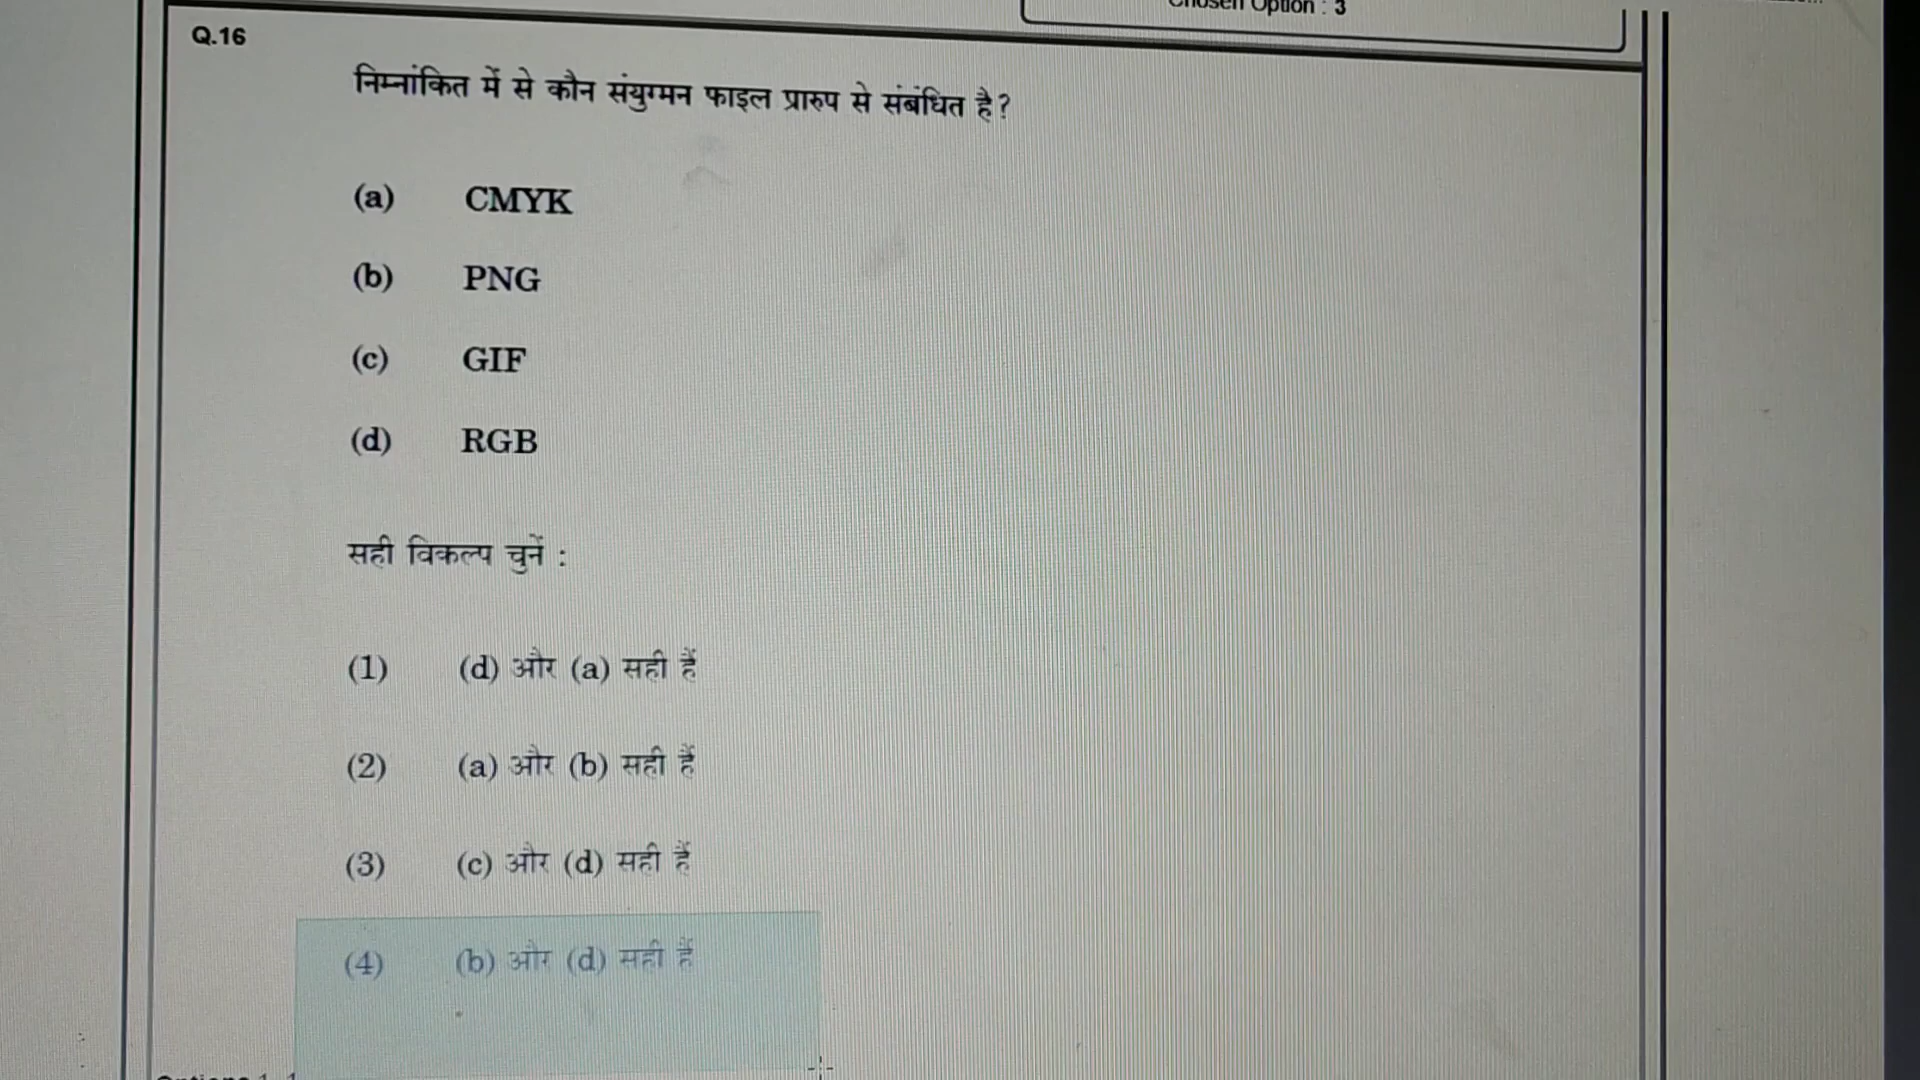 Chosen Option : 3
Q.16
निम्नांकित में से कौन संयुग्मन फाइल प्रारुप से संबंधित है?
(a) CMYK
(b) PNG
(c) GIF
(d) RGB
सही विकल्प चुनें :
(1) (d) और (a) सही हैं
(2) (a) और (b) सही हैं
(3) (c) और (d) सही हैं
(4) (b) और (d) सही हैं